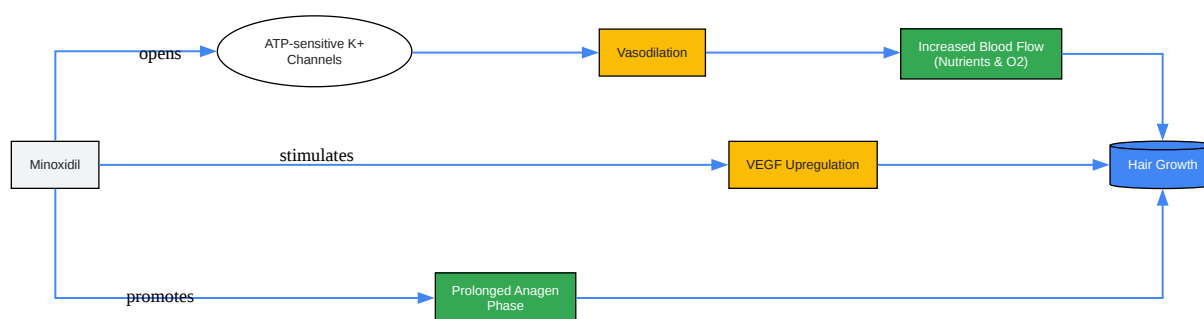 opens
ATP-sensitive K+
Channels
Vasodilation
Increased Blood Flow
(Nutrients & O2)
Minoxidil
stimulates
VEGF Upregulation
Hair Growth
promotes
Prolonged Anagen
Phase